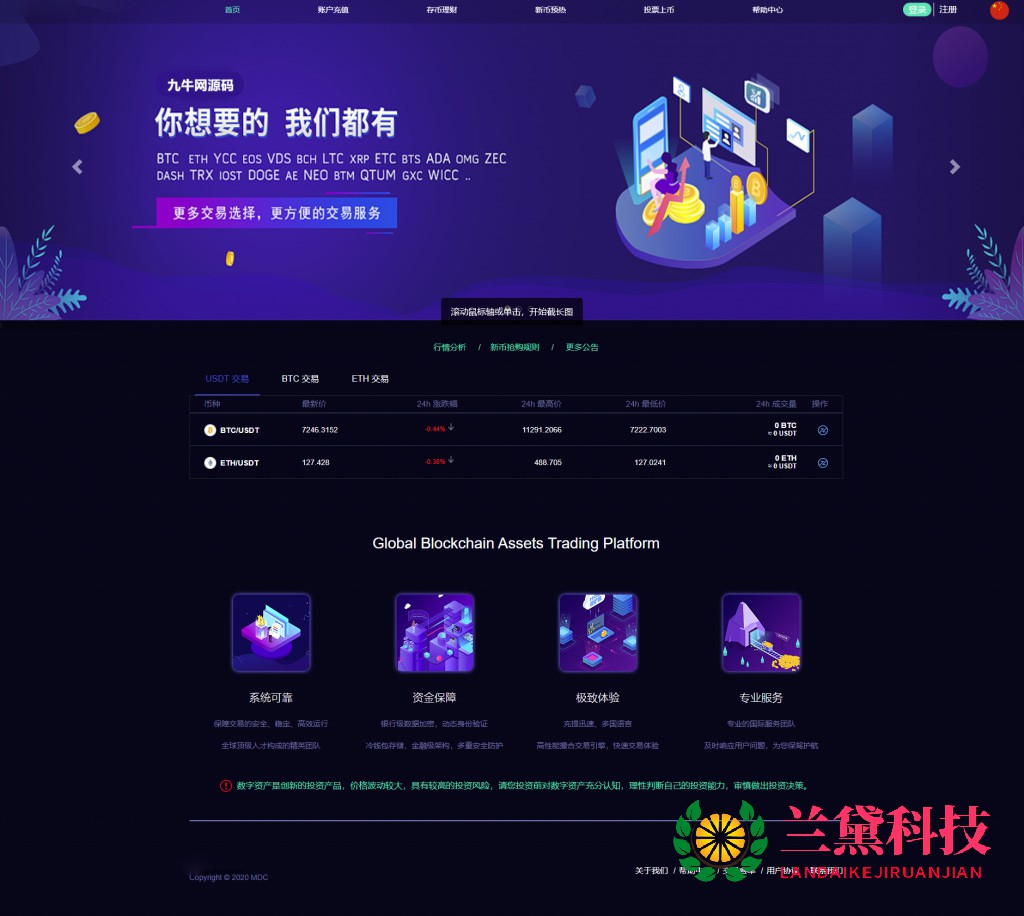 首页 账户充值 存币理财 新币预热 投票上币 帮助中心 登录 注册
九牛网源码
你想要的 我们都有
BTC ETH YCC EOS VDS BCH LTC XRP ETC BTS ADA OMG ZEC
DASH TRX IOST DOGE AE NEO BTM QTUM GXC WICC ..
更多交易选择，更方便的交易服务
滚动鼠标轴或单击，开始截长图
行情分析 / 新币抢购规则 / 更多公告
USDT 交易 BTC 交易 ETH 交易
币种 最新价 24h 涨跌幅 24h 最高价 24h 最低价 24h 成交量 操作
BTC/USDT 7246.3152 -0.44% 11291.2066 7222.7003 0 BTC
≈ 0 USDT
ETH/USDT 127.428 -0.38% 488.705 127.0241 0 ETH
≈ 0 USDT
Global Blockchain Assets Trading Platform
系统可靠 资金保障 极致体验 专业服务
保障交易的安全、稳定、高效运行 银行级数据加密，动态身份验证 充提迅速、多国语言 专业的国际服务团队
全球顶级人才构成的精英团队 冷钱包存储，金融级架构，多重安全防护 高性能撮合交易引擎，快速交易体验 及时响应用户问题，为您保驾护航
数字资产是创新的投资产品，价格波动较大，具有较高的投资风险，请您投资前对数字资产充分认知，理性判断自己的投资能力，审慎做出投资决策。
兰黛科技
LANDAIKEJIRUANJIAN
关于我们 / 帮助中 / / 用户协 / 联系我们
Copyright © 2020 MDC